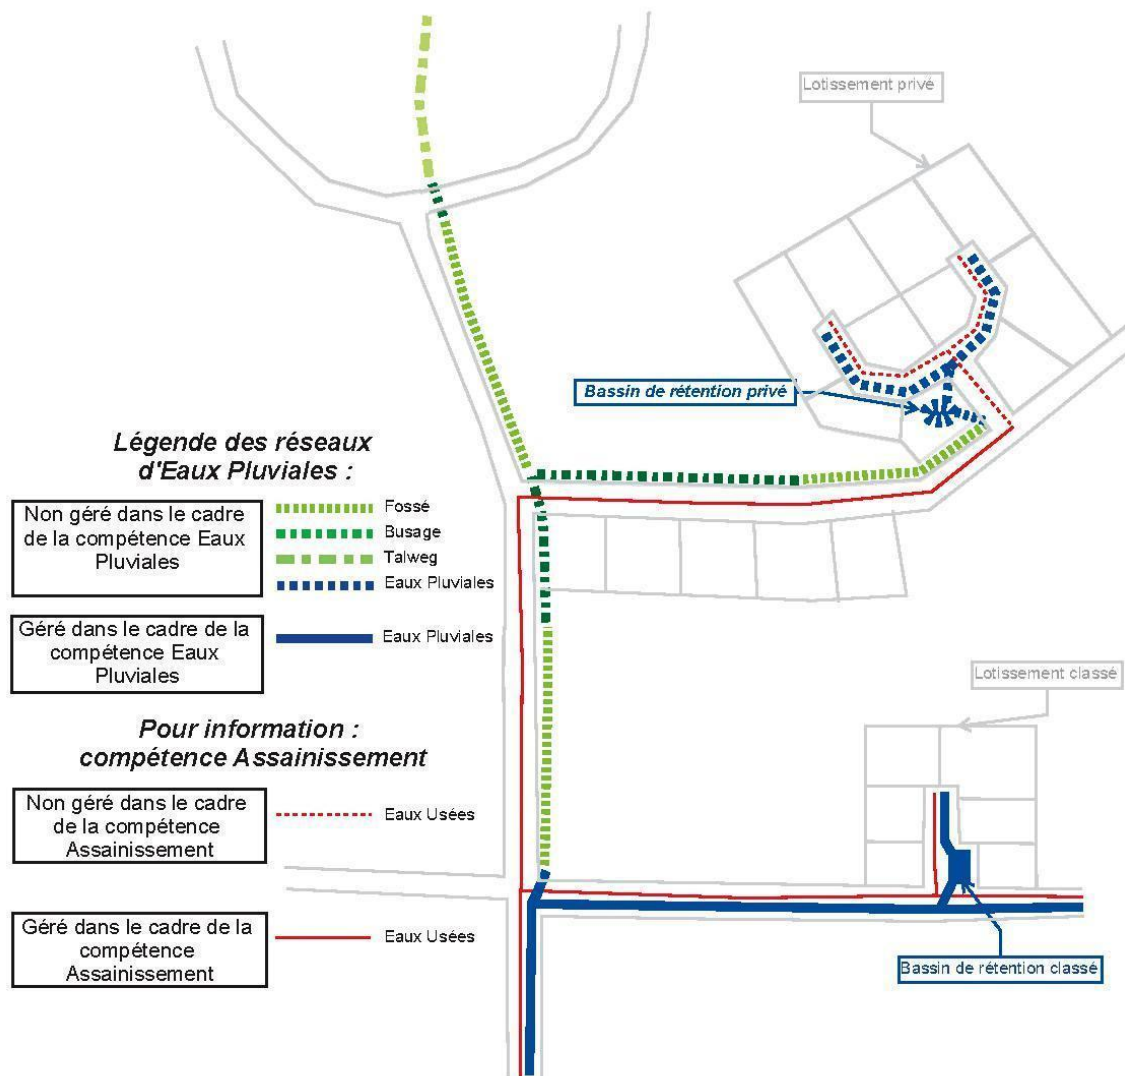 Lotissement privé
Bassin de rétention privé
Légende des réseaux
d'Eaux Pluviales :
Non géré dans le cadre
de la compétence Eaux
Pluviales
Fossé
Busage
Talweg
Eaux Pluviales
Géré dans le cadre de la
compétence Eaux
Pluviales
Eaux Pluviales
Lotissement classé
Pour information :
compétence Assainissement
Non géré dans le cadre
de la compétence
Assainissement
Eaux Usées
Géré dans le cadre de la
compétence
Assainissement
Eaux Usées
Bassin de rétention classé